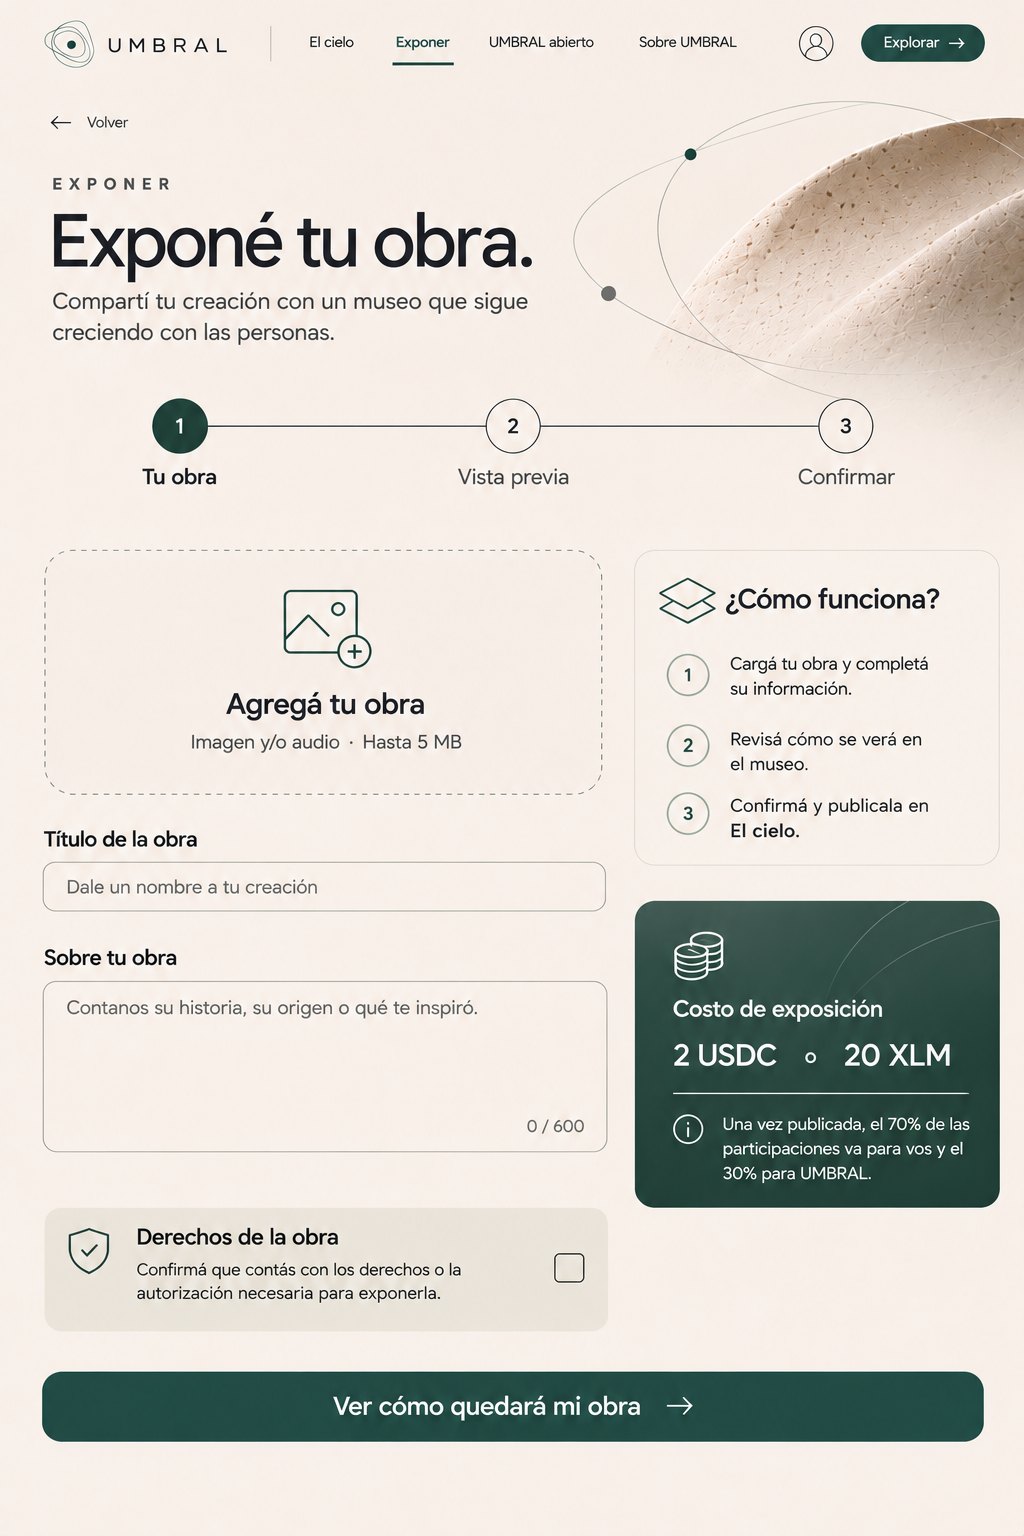 UMBRAL
El cielo
Exponer
UMBRAL abierto
Sobre UMBRAL
Explorar →
← Volver
EXPONER
Exponé tu obra.
Compartí tu creación con un museo que sigue
creciendo con las personas.
1
2
3
Tu obra
Vista previa
Confirmar
Agregá tu obra
Imagen y/o audio · Hasta 5 MB
Título de la obra
Dale un nombre a tu creación
Sobre tu obra
Contanos su historia, su origen o qué te inspiró.
0 / 600
Derechos de la obra
Confirmá que contás con los derechos o la
autorización necesaria para exponerla.
¿Cómo funciona?
1
Cargá tu obra y completá
su información.
2
Revisá cómo se verá en
el museo.
3
Confirmá y publicala en
El cielo.
Costo de exposición
2 USDC o 20 XLM
Una vez publicada, el 70% de las
participaciones va para vos y el
30% para UMBRAL.
Ver cómo quedará mi obra →